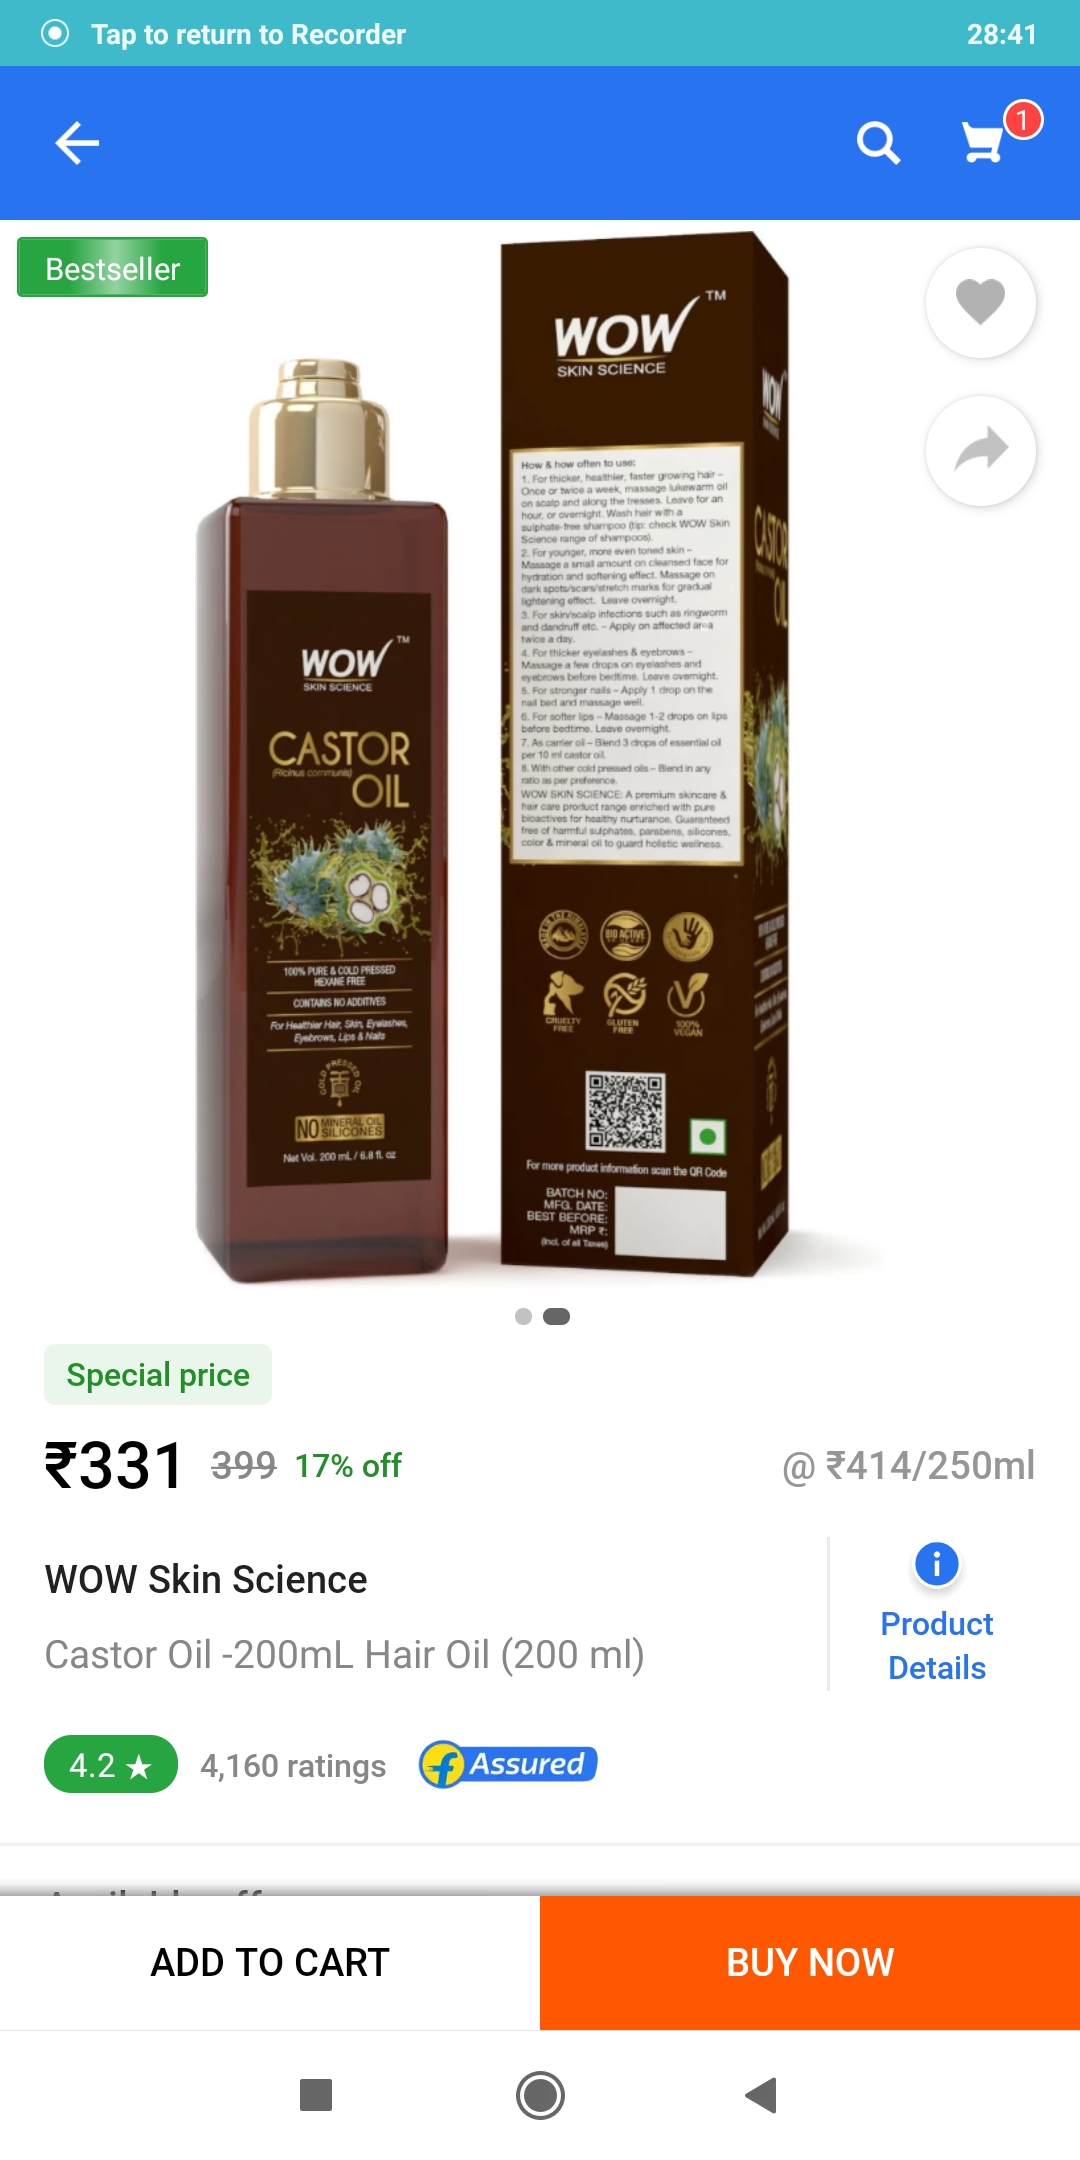 Tap to return to Recorder
28:41
1
Bestseller
WOW
TM
SKIN SCIENCE
How & how often to use:
1. For thicker, healthier, faster growing hair –
Once or twice a week, massage lukewarm oil
on scalp and along the tresses. Leave for an
hour, or overnight. Wash hair with a
sulphate-free shampoo (tip: check WOW Skin
Science range of shampoos).
2. For younger, more even toned skin –
Massage a small amount on cleansed face for
hydration and softening effect. Massage on
dark spots/scars/stretch marks for gradual
lightening effect. Leave overnight.
3. For skin/scalp infections such as ringworm
and dandruff etc. – Apply on affected area
twice a day.
4. For thicker eyelashes & eyebrows –
Massage a few drops on eyelashes and
eyebrows before bedtime. Leave overnight.
5. For stronger nails – Apply 1 drop on the
nail bed and massage well.
6. For softer lips – Massage 1-2 drops on lips
before bedtime. Leave overnight.
7. As carrier oil – Blend 3 drops of essential oil
per 10 ml castor oil.
8. With other cold pressed oils – Blend in any
ratio as per preference.
WOW SKIN SCIENCE: A premium skincare &
hair care product range enriched with pure
bioactives for healthy nurturance. Guaranteed
free of harmful sulphates, parabens, silicones,
color & mineral oil to guard holistic wellness.
BIO ACTIVE
CRUELTY
FREE
GLUTEN
FREE
100%
VEGAN
For more product information scan the QR Code
BATCH NO:
MFG. DATE:
BEST BEFORE:
MRP ₹:
(Incl. of all Taxes)
WOW
CASTOR
OIL
WOW
TM
SKIN SCIENCE
CASTOR
(Ricinus communis)
OIL
100% PURE & COLD PRESSED
HEXANE FREE
CONTAINS NO ADDITIVES
For Healthier Hair, Skin, Eyelashes,
Eyebrows, Lips & Nails
COLD PRESSED OIL
NO MINERAL OIL
SILICONES
Net Vol. 200 mL / 6.8 fl. oz
Special price
₹331 399 17% off
@ ₹414/250ml
WOW Skin Science
Castor Oil -200mL Hair Oil (200 ml)
i
Product
Details
4.2 ★
4,160 ratings
f Assured
ADD TO CART
BUY NOW